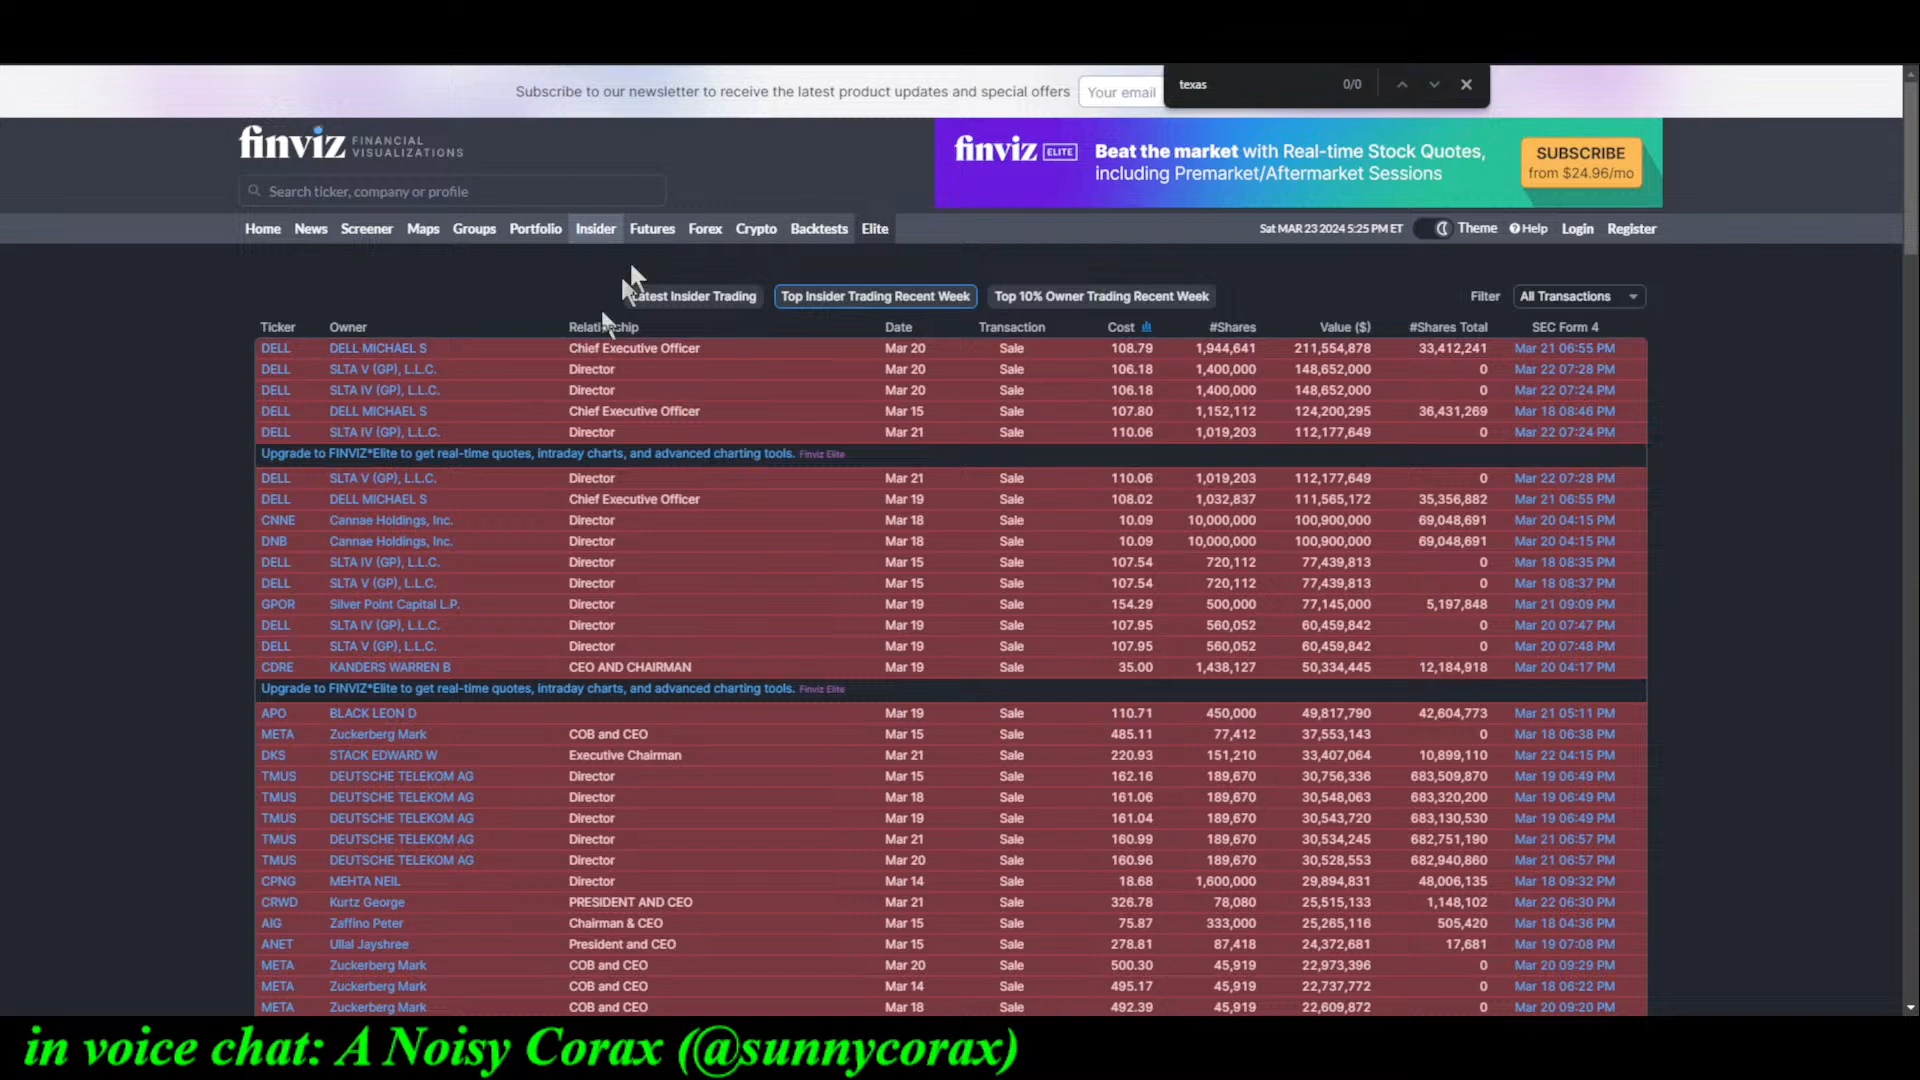 texas 0/0
Subscribe to our newsletter to receive the latest product updates and special offers Your email
finviz FINANCIAL VISUALIZATIONS
finviz ELITE Beat the market with Real-time Stock Quotes, including Premarket/Aftermarket Sessions
SUBSCRIBE from $24.96/mo
Search ticker, company or profile
Home News Screener Maps Groups Portfolio Insider Futures Forex Crypto Backtests Elite Sat MAR 23 2024 5:25 PM ET Theme Help Login Register
Latest Insider Trading Top Insider Trading Recent Week Top 10% Owner Trading Recent Week Filter All Transactions
Ticker Owner Relationship Date Transaction Cost #Shares Value ($) #Shares Total SEC Form 4
DELL DELL MICHAEL S Chief Executive Officer Mar 20 Sale 108.79 1,944,641 211,554,878 33,412,241 Mar 21 06:55 PM
DELL SLTA V (GP), L.L.C. Director Mar 20 Sale 106.18 1,400,000 148,652,000 0 Mar 22 07:28 PM
DELL SLTA IV (GP), L.L.C. Director Mar 20 Sale 106.18 1,400,000 148,652,000 0 Mar 22 07:24 PM
DELL DELL MICHAEL S Chief Executive Officer Mar 15 Sale 107.80 1,152,112 124,200,295 36,431,269 Mar 18 08:46 PM
DELL SLTA IV (GP), L.L.C. Director Mar 21 Sale 110.06 1,019,203 112,177,649 0 Mar 22 07:24 PM
Upgrade to FINVIZ*Elite to get real-time quotes, intraday charts, and advanced charting tools. Finviz Elite
DELL SLTA V (GP), L.L.C. Director Mar 21 Sale 110.06 1,019,203 112,177,649 0 Mar 22 07:28 PM
DELL DELL MICHAEL S Chief Executive Officer Mar 19 Sale 108.02 1,032,837 111,565,172 35,356,882 Mar 21 06:55 PM
CNNE Cannae Holdings, Inc. Director Mar 18 Sale 10.09 10,000,000 100,900,000 69,048,691 Mar 20 04:15 PM
DNB Cannae Holdings, Inc. Director Mar 18 Sale 10.09 10,000,000 100,900,000 69,048,691 Mar 20 04:15 PM
DELL SLTA IV (GP), L.L.C. Director Mar 15 Sale 107.54 720,112 77,439,813 0 Mar 18 08:35 PM
DELL SLTA V (GP), L.L.C. Director Mar 15 Sale 107.54 720,112 77,439,813 0 Mar 18 08:37 PM
GPOR Silver Point Capital L.P. Director Mar 19 Sale 154.29 500,000 77,145,000 5,197,848 Mar 21 09:09 PM
DELL SLTA IV (GP), L.L.C. Director Mar 19 Sale 107.95 560,052 60,459,842 0 Mar 20 07:47 PM
DELL SLTA V (GP), L.L.C. Director Mar 19 Sale 107.95 560,052 60,459,842 0 Mar 20 07:48 PM
CDRE KANDERS WARREN B CEO AND CHAIRMAN Mar 19 Sale 35.00 1,438,127 50,334,445 12,184,918 Mar 20 04:17 PM
Upgrade to FINVIZ*Elite to get real-time quotes, intraday charts, and advanced charting tools. Finviz Elite
APO BLACK LEON D Mar 19 Sale 110.71 450,000 49,817,790 42,604,773 Mar 21 05:11 PM
META Zuckerberg Mark COB and CEO Mar 15 Sale 485.11 77,412 37,553,143 0 Mar 18 06:38 PM
DKS STACK EDWARD W Executive Chairman Mar 21 Sale 220.93 151,210 33,407,064 10,899,110 Mar 22 04:15 PM
TMUS DEUTSCHE TELEKOM AG Director Mar 15 Sale 162.16 189,670 30,756,336 683,509,870 Mar 19 06:49 PM
TMUS DEUTSCHE TELEKOM AG Director Mar 18 Sale 161.06 189,670 30,548,063 683,320,200 Mar 19 06:49 PM
TMUS DEUTSCHE TELEKOM AG Director Mar 19 Sale 161.04 189,670 30,543,720 683,130,530 Mar 19 06:49 PM
TMUS DEUTSCHE TELEKOM AG Director Mar 21 Sale 160.99 189,670 30,534,245 682,751,190 Mar 21 06:57 PM
TMUS DEUTSCHE TELEKOM AG Director Mar 20 Sale 160.96 189,670 30,528,553 682,940,860 Mar 21 06:57 PM
CPNG MEHTA NEIL Director Mar 14 Sale 18.68 1,600,000 29,894,831 48,006,135 Mar 18 09:32 PM
CRWD Kurtz George PRESIDENT AND CEO Mar 21 Sale 326.78 78,080 25,515,133 1,148,102 Mar 22 06:30 PM
AIG Zaffino Peter Chairman & CEO Mar 15 Sale 75.87 333,000 25,265,116 505,420 Mar 18 04:36 PM
ANET Ullal Jayshree President and CEO Mar 15 Sale 278.81 87,418 24,372,681 17,681 Mar 19 07:08 PM
META Zuckerberg Mark COB and CEO Mar 20 Sale 500.30 45,919 22,973,396 0 Mar 20 09:29 PM
META Zuckerberg Mark COB and CEO Mar 14 Sale 495.17 45,919 22,737,772 0 Mar 18 06:22 PM
META Zuckerberg Mark COB and CEO Mar 18 Sale 492.39 45,919 22,609,872 0 Mar 20 09:20 PM
in voice chat: A Noisy Corax (@sunnycorax)